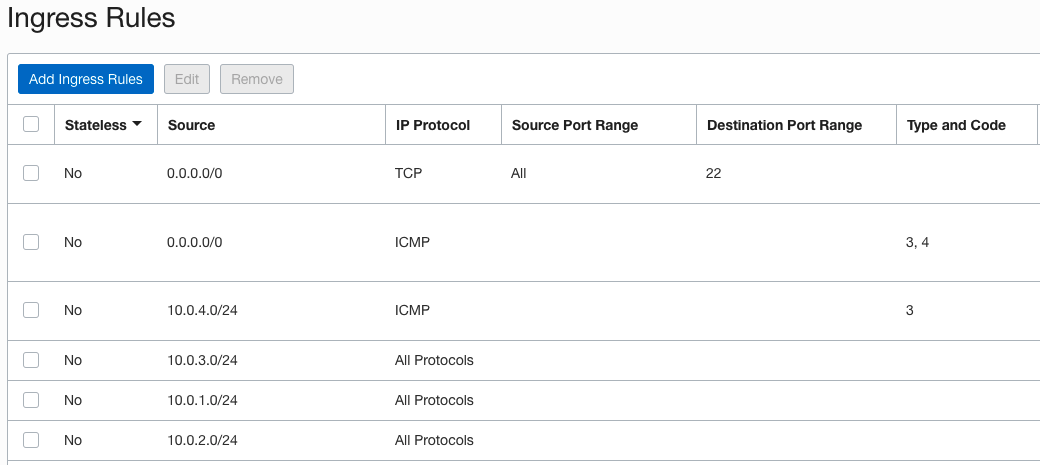 Ingress Rules
Add Ingress Rules Edit Remove
Stateless Source IP Protocol Source Port Range Destination Port Range Type and Code
No 0.0.0.0/0 TCP All 22
No 0.0.0.0/0 ICMP 3, 4
No 10.0.4.0/24 ICMP 3
No 10.0.3.0/24 All Protocols
No 10.0.1.0/24 All Protocols
No 10.0.2.0/24 All Protocols